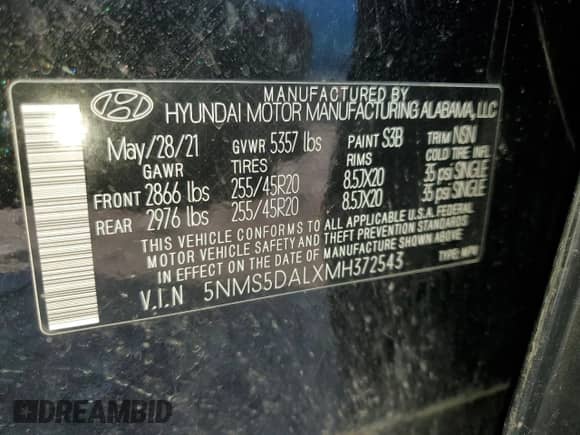 MANUFACTURED BY
HYUNDAI MOTOR MANUFACTURING ALABAMA, LLC
May/28/21 GVWR 5357 lbs PAINT S3B TRIM NSN
GAWR TIRES RIMS COLD TIRE INFL.
FRONT 2866 lbs 255/45R20 8.5JX20 35 psi SINGLE
REAR 2976 lbs 255/45R20 8.5JX20 35 psi SINGLE
THIS VEHICLE CONFORMS TO ALL APPLICABLE U.S.A. FEDERAL
MOTOR VEHICLE SAFETY AND THEFT PREVENTION STANDARDS
IN EFFECT ON THE DATE OF MANUFACTURE SHOWN ABOVE.
V.I.N 5NMS5DALXMH372543 TYPE: MPV
DREAMBID